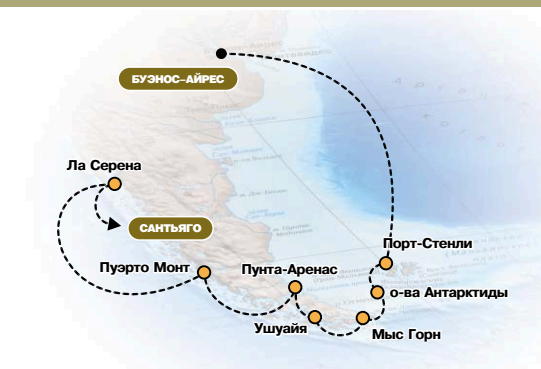 БУЭНОС–АЙРЕС
Ла Серена
САНТЬЯГО
Порт-Стенли
Пуэрто Монт
Пунта-Аренас
о-ва Антарктиды
Ушуайя
Мыс Горн